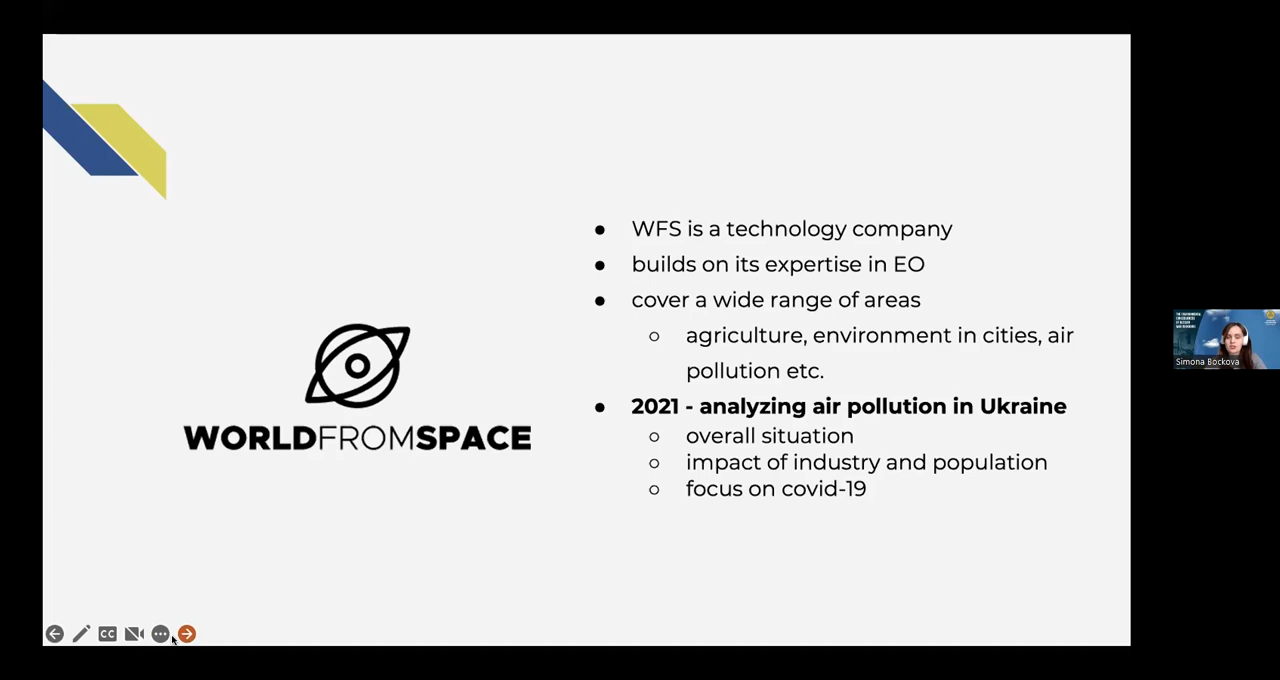 WFS is a technology company
builds on its expertise in EO
cover a wide range of areas
agriculture, environment in cities, air
pollution etc.
2021 - analyzing air pollution in Ukraine
overall situation
impact of industry and population
focus on covid-19
WORLDFROMSPACE
Simona Bockova
CC